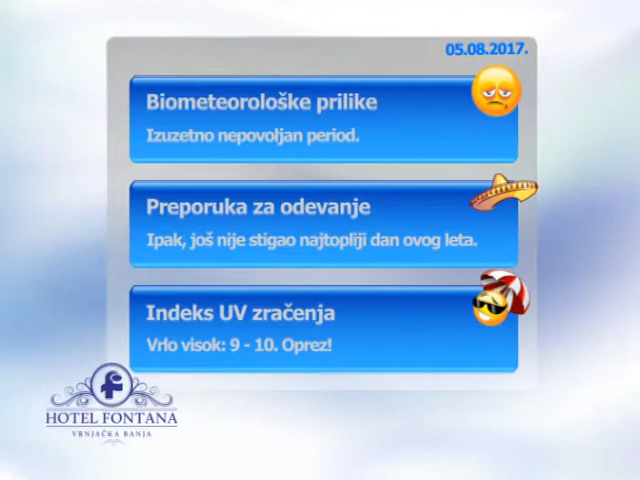 05.08.2017.
Biometeorološke prilike
Izuzetno nepovoljan period.
Preporuka za odevanje
Ipak, još nije stigao najtopliji dan ovog leta.
Indeks UV zračenja
Vrlo visok: 9 - 10. Oprez!
HOTEL FONTANA
VRNJAČKA BANJA